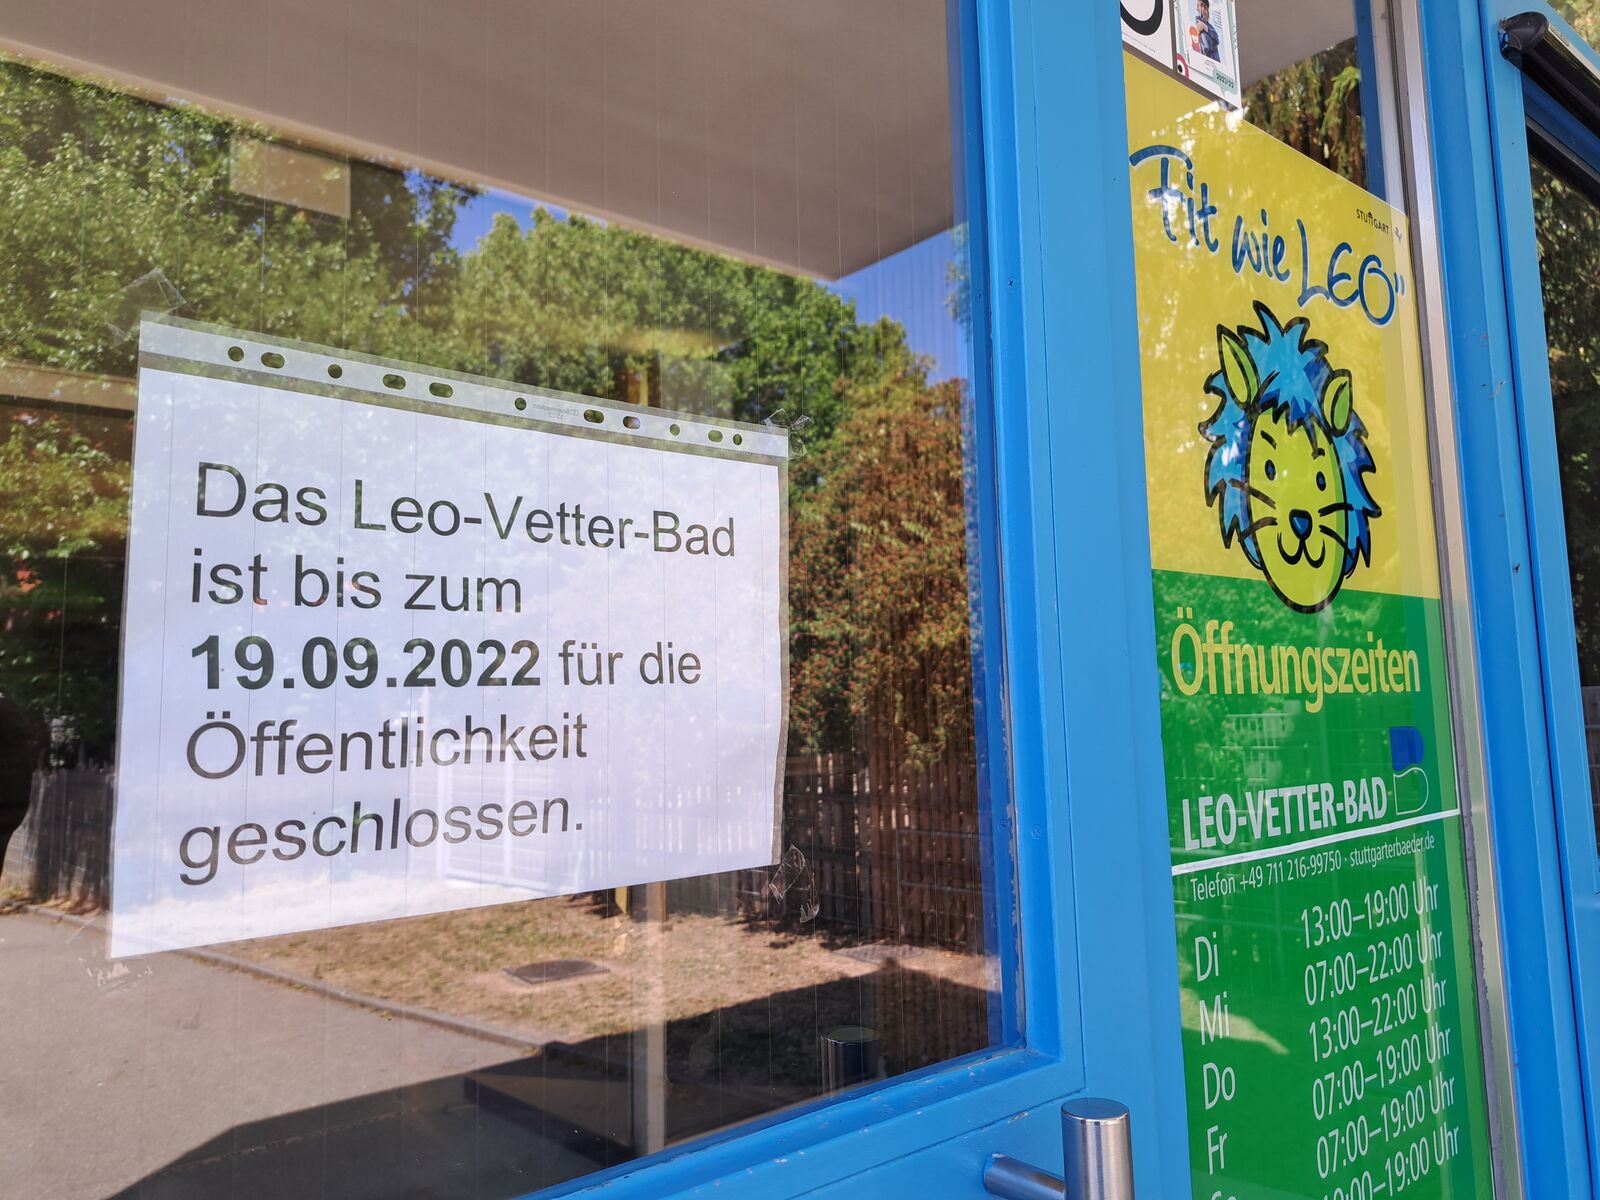 Das Leo-Vetter-Bad
ist bis zum
19.09.2022 für die
Öffentlichkeit
geschlossen.
2021/22
STUTTGART
Fit wie LEO"
Öffnungszeiten
LEO-VETTER-BAD
Telefon +49 711 216-99750 · stuttgarterbaeder.de
13:00–19:00 Uhr
Di 07:00–22:00 Uhr
Mi 13:00–22:00 Uhr
Do 07:00–19:00 Uhr
Fr 07:00–19:00 Uhr